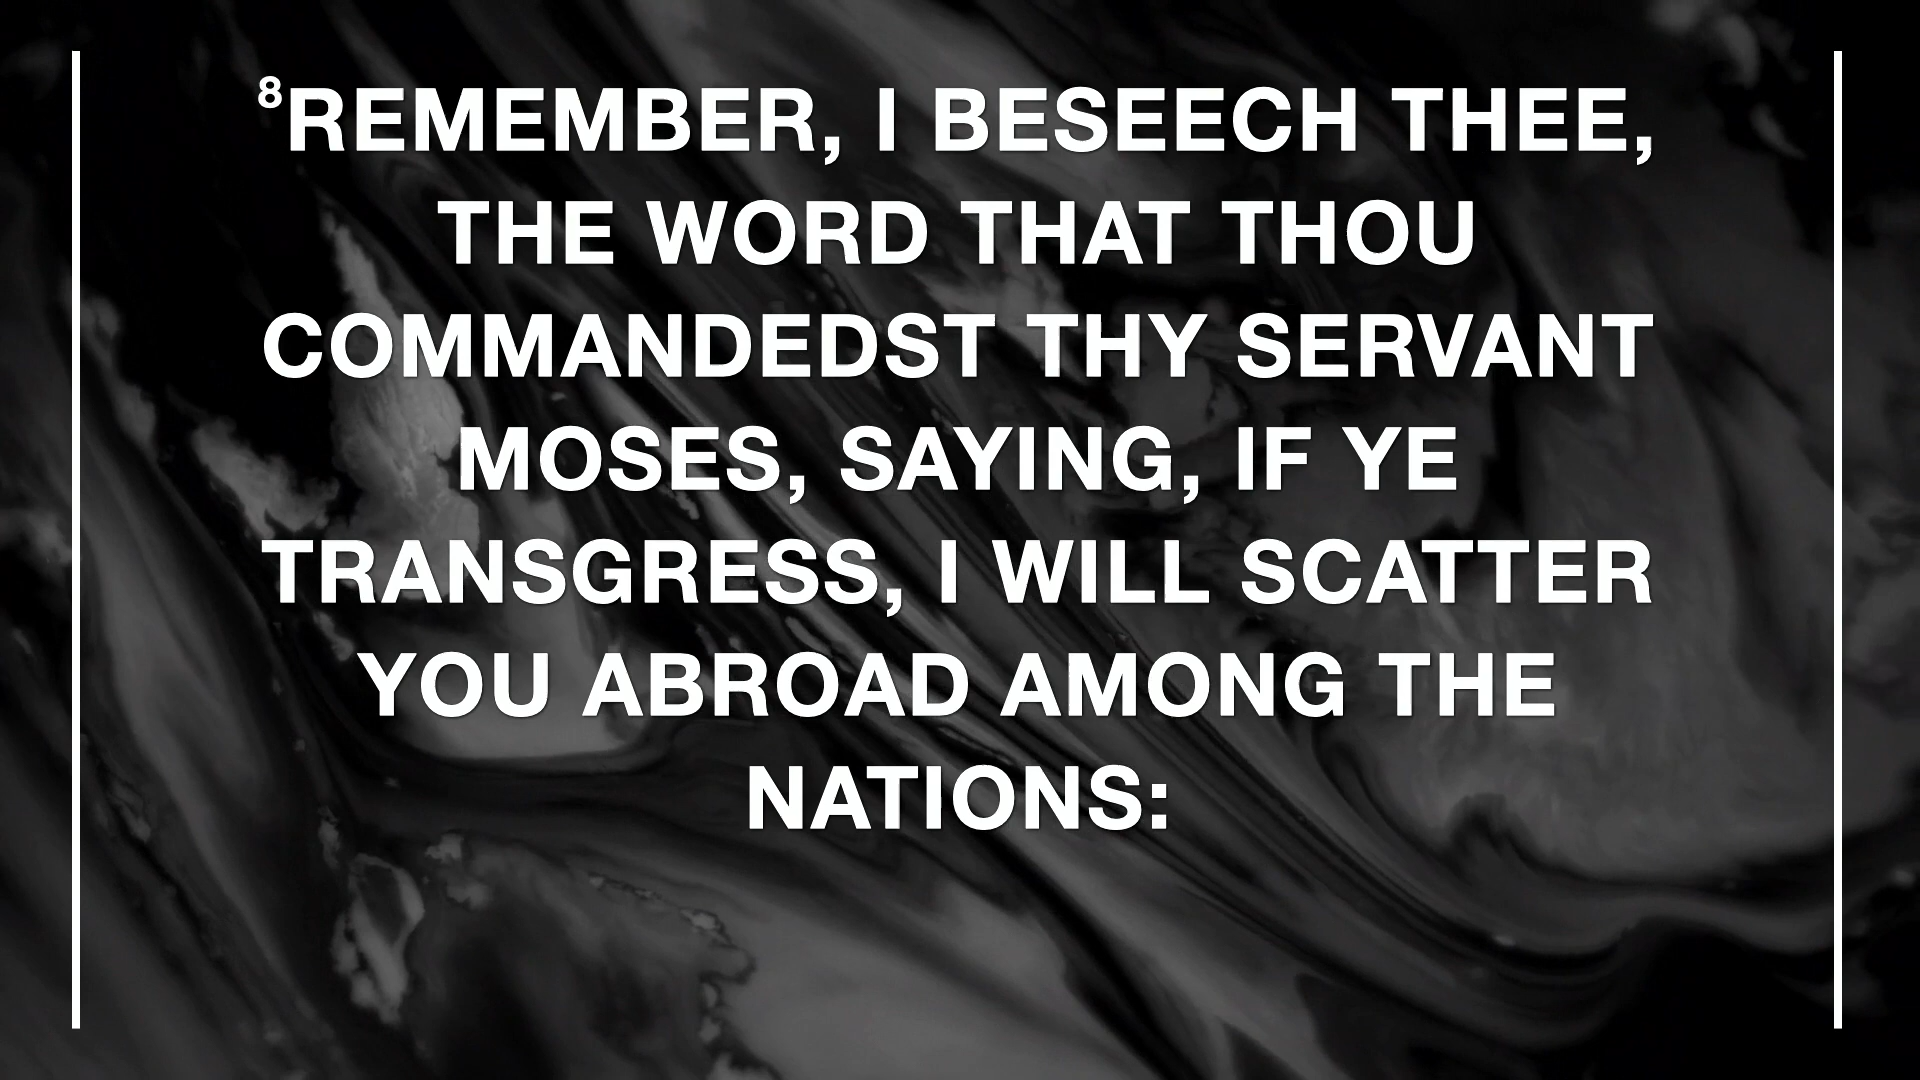 8REMEMBER, I BESEECH THEE,
THE WORD THAT THOU
COMMANDEDST THY SERVANT
MOSES, SAYING, IF YE
TRANSGRESS, I WILL SCATTER
YOU ABROAD AMONG THE
NATIONS: